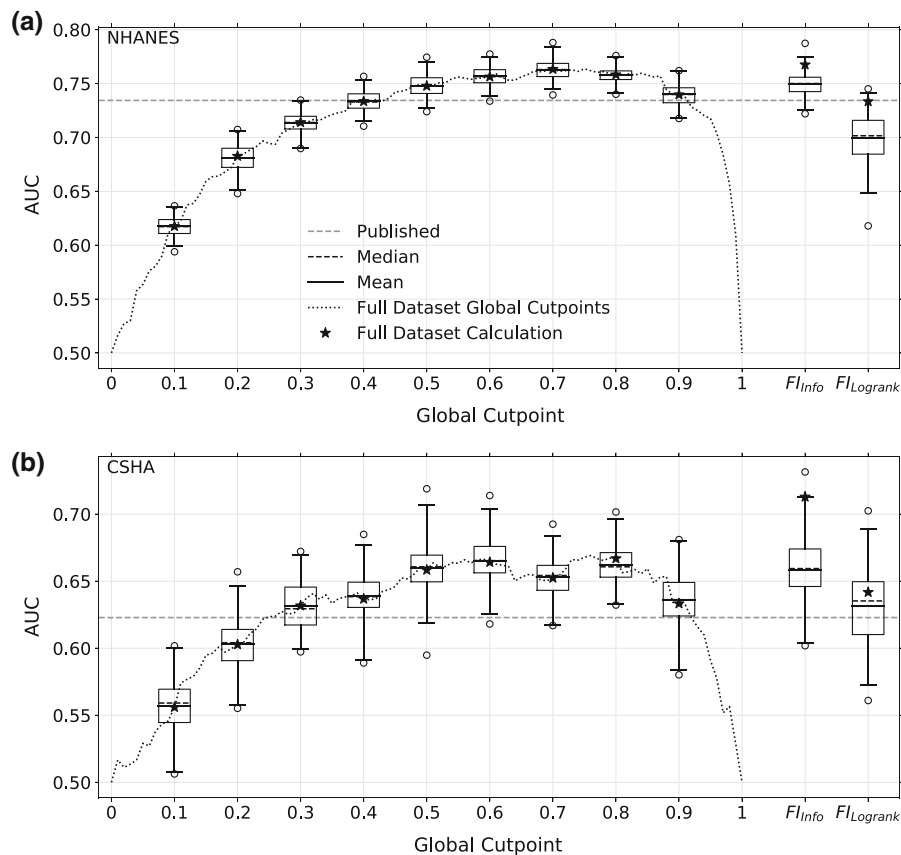 (a)
NHANES
0.80
0.75
0.70
0.65
0.60
0.55
0.50
AUC
Published
Median
Mean
Full Dataset Global Cutpoints
Full Dataset Calculation
0 0.1 0.2 0.3 0.4 0.5 0.6 0.7 0.8 0.9 1 FI_Info FI_Logrank
Global Cutpoint
(b)
CSHA
0.70
0.65
0.60
0.55
0.50
AUC
0 0.1 0.2 0.3 0.4 0.5 0.6 0.7 0.8 0.9 1 FI_Info FI_Logrank
Global Cutpoint